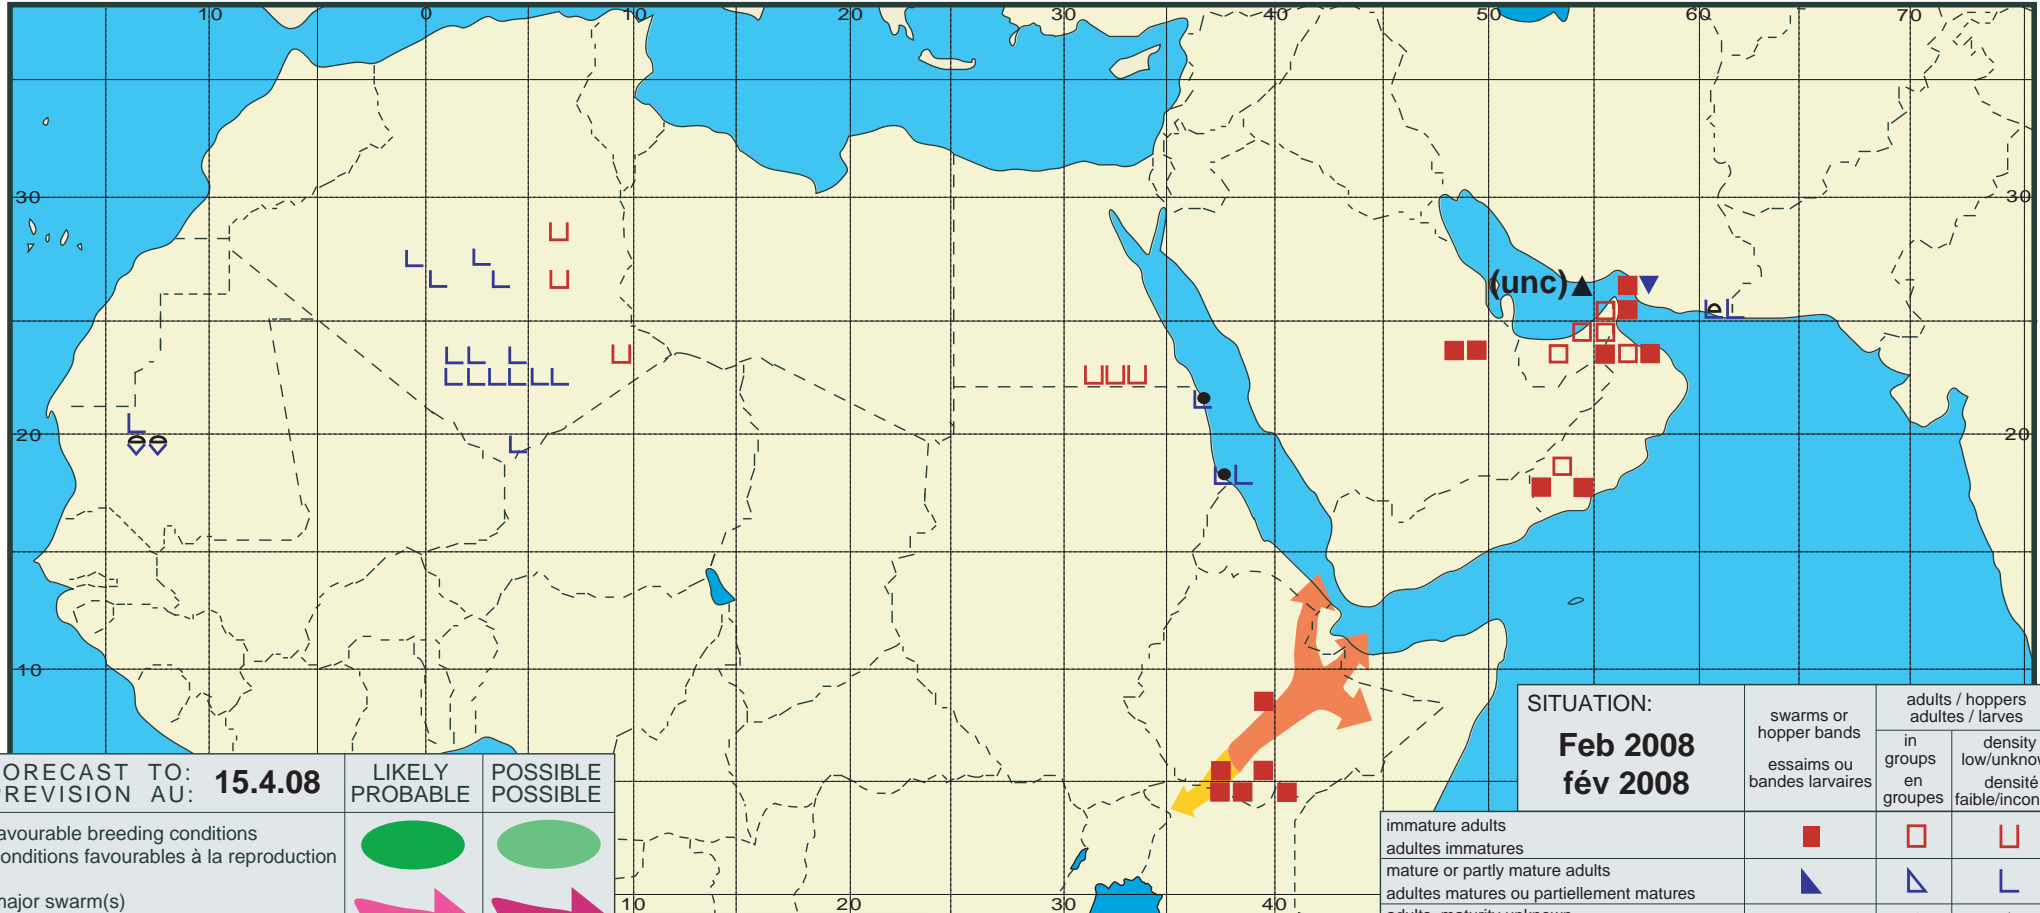 10 0 10 20 30 40 50 60 70
30 30
(unc)
20 20
10
SITUATION:
Feb 2008
fév 2008
swarms or
hopper bands
essaims ou
bandes larvaires
adults / hoppers
adultes / larves
in
groups
en
groupes
density
low/unknow
densité
faible/incon
ORECAST TO:
REVISION AU:
15.4.08
LIKELY
PROBABLE
POSSIBLE
POSSIBLE
avourable breeding conditions
onditions favourables à la reproduction
major swarm(s)
immature adults
adultes immatures
mature or partly mature adults
adultes matures ou partiellement matures
adults, maturity unknown
10 20 30 40